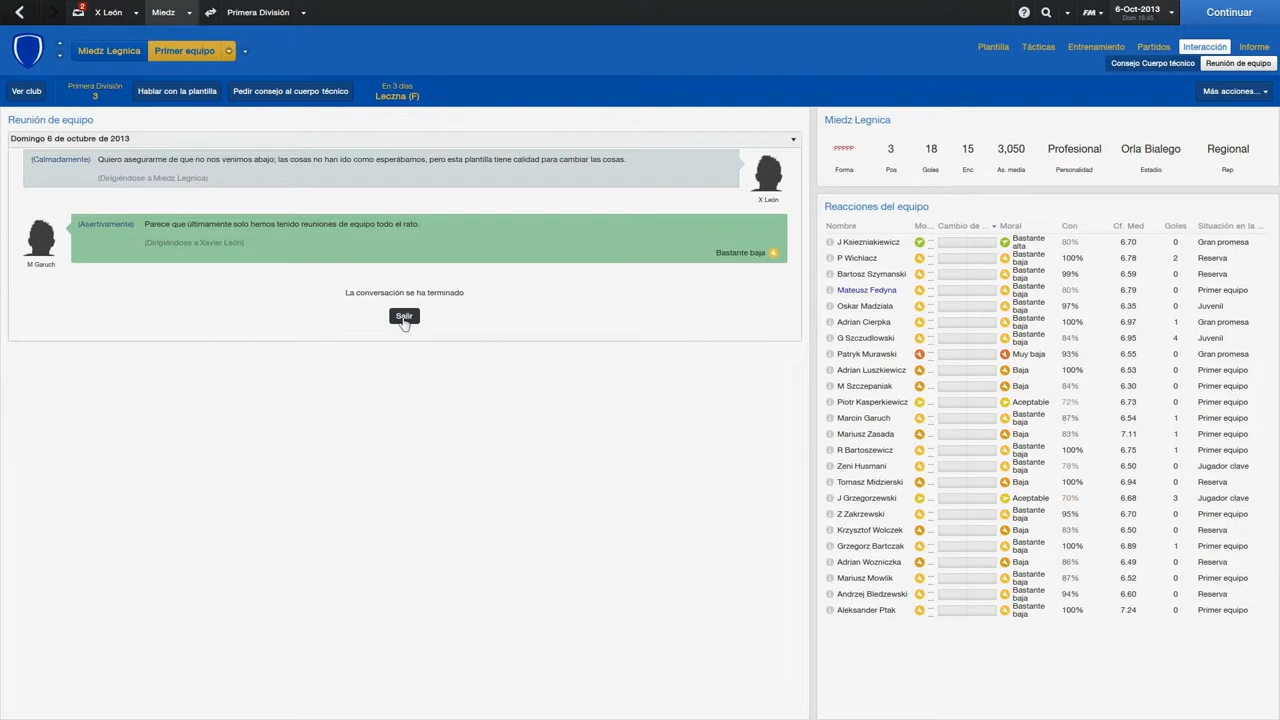 2 X León Miedz Primera División FM 6-Oct-2013 Dom 16:45 Continuar
Miedz Legnica Primer equipo Plantilla Tácticas Entrenamiento Partidos Interacción Informe
Consejo Cuerpo técnico Reunión de equipo
Ver club Primera División 3 Hablar con la plantilla Pedir consejo al cuerpo técnico En 3 días Leczna (F) Más acciones...
Reunión de equipo
Domingo 6 de octubre de 2013
(Calmadamente) Quiero asegurarme de que no nos venimos abajo; las cosas no han ido como esperábamos, pero esta plantilla tiene calidad para cambiar las cosas.
(Dirigiéndose a Miedz Legnica)
X León
(Asertivamente) Parece que últimamente solo hemos tenido reuniones de equipo todo el rato.
(Dirigiéndose a Xavier León)
Bastante baja
M Garuch
La conversación se ha terminado
Salir
Miedz Legnica
PPPPP 3 18 15 3,050 Profesional Orla Bialego Regional
Forma Pos Goles Enc As. media Personalidad Estadio Rep
Reacciones del equipo
Nombre Mo... Cambio de ... Moral Con Cf. Med Goles Situación en la ...
J Ksiezniakiewicz ... Bastante alta 80% 6.70 0 Gran promesa
P Wichlacz ... Bastante baja 100% 6.78 2 Reserva
Bartosz Szymanski ... Bastante baja 99% 6.59 0 Reserva
Mateusz Fedyna ... Bastante baja 80% 6.79 0 Primer equipo
Oskar Madziala ... Bastante baja 97% 6.35 0 Juvenil
Adrian Cierpka ... Bastante baja 100% 6.97 1 Gran promesa
G Szczudlowski ... Bastante baja 84% 6.95 4 Juvenil
Patryk Murawski ... Muy baja 93% 6.55 0 Gran promesa
Adrian Luszkiewicz ... Baja 100% 6.53 0 Primer equipo
M Szczepaniak ... Baja 84% 6.30 0 Primer equipo
Piotr Kasperkiewicz ... Aceptable 72% 6.73 0 Primer equipo
Marcin Garuch ... Bastante baja 87% 6.54 1 Primer equipo
Mariusz Zasada ... Baja 83% 7.11 1 Primer equipo
R Bartoszewicz ... Bastante baja 100% 6.75 1 Primer equipo
Zeni Husmani ... Bastante baja 78% 6.50 0 Jugador clave
Tomasz Midzierski ... Baja 100% 6.94 0 Reserva
J Grzegorzewski ... Aceptable 70% 6.68 3 Jugador clave
Z Zakrzewski ... Bastante baja 95% 6.70 0 Primer equipo
Krzysztof Wolczek ... Baja 83% 6.50 0 Reserva
Grzegorz Bartczak ... Bastante baja 100% 6.89 1 Primer equipo
Adrian Wozniczka ... Baja 86% 6.49 0 Reserva
Mariusz Mowlik ... Bastante baja 87% 6.52 0 Primer equipo
Andrzej Bledzewski ... Bastante baja 94% 6.60 0 Reserva
Aleksander Ptak ... Bastante baja 100% 7.24 0 Primer equipo